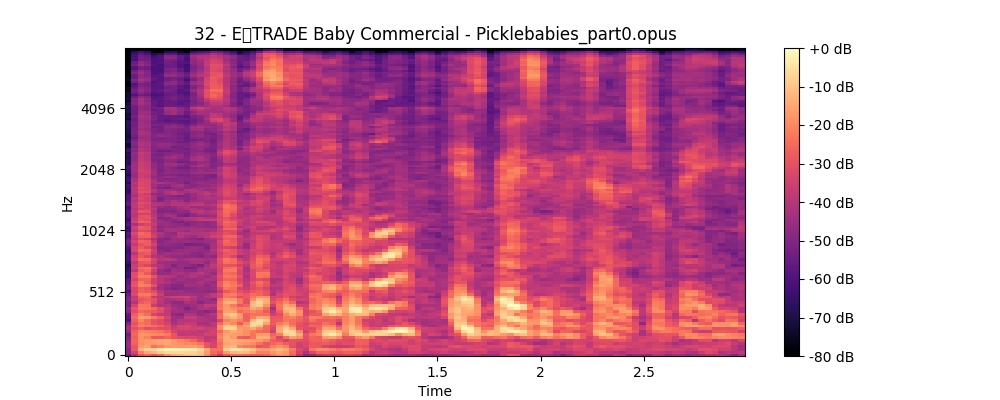 32 - E▯TRADE Baby Commercial - Picklebabies_part0.opus
+0 dB
4096
-10 dB
-20 dB
2048
-30 dB
Hz
1024
-40 dB
-50 dB
512
-60 dB
-70 dB
0
-80 dB
0 0.5 1 1.5 2 2.5
Time